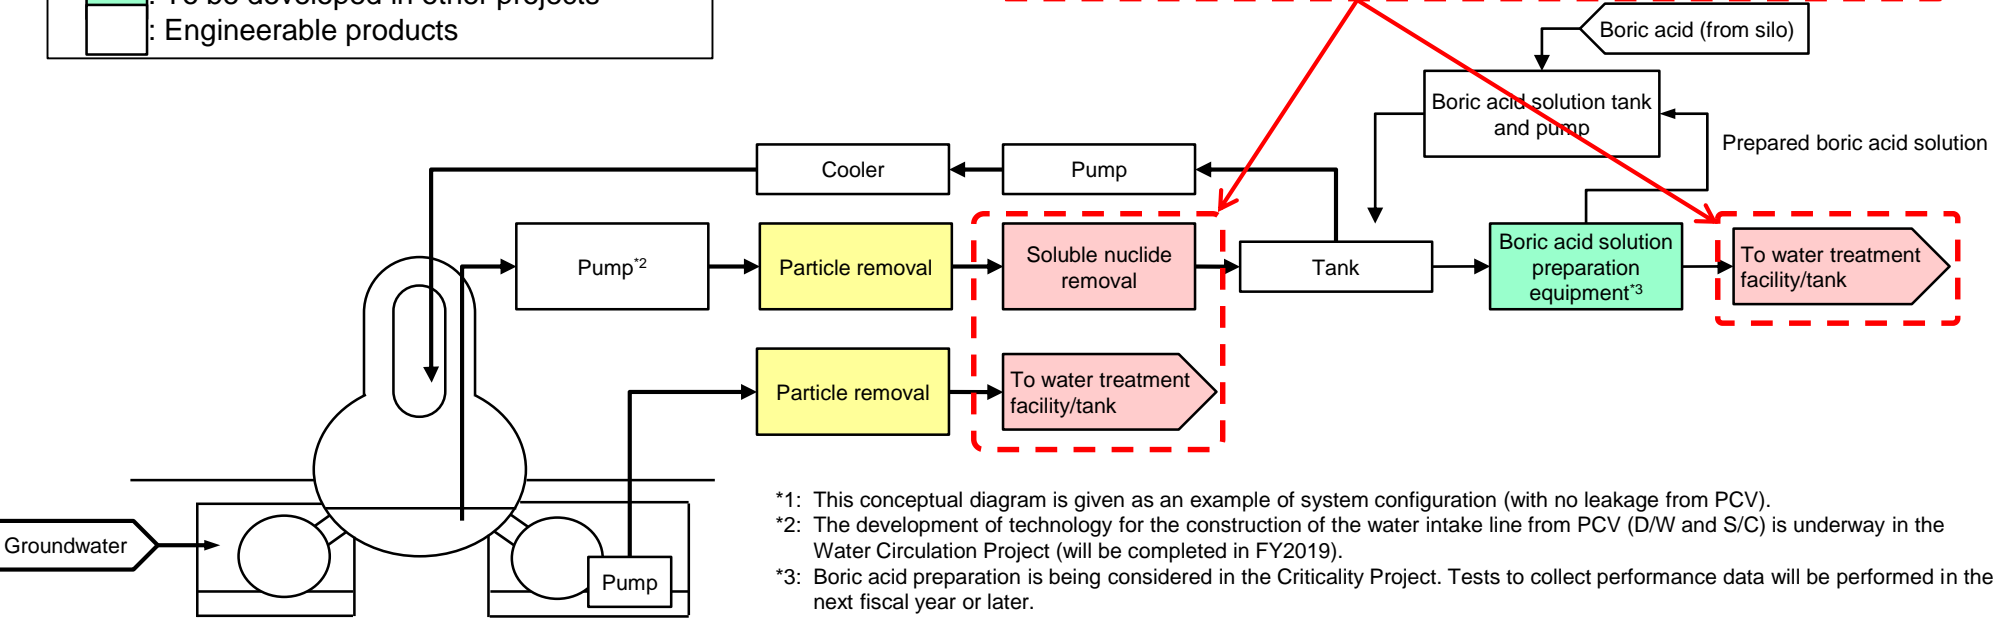 : To be developed in other projects
: Engineerable products
Boric acid (from silo)
Boric acid solution tank
and pump
Prepared boric acid solution
Cooler
Pump
Pump*2
Particle removal
Soluble nuclide
removal
Tank
Boric acid solution
preparation
equipment*3
To water treatment
facility/tank
Particle removal
To water treatment
facility/tank
Groundwater
Pump
*1: This conceptual diagram is given as an example of system configuration (with no leakage from PCV).
*2: The development of technology for the construction of the water intake line from PCV (D/W and S/C) is underway in the
Water Circulation Project (will be completed in FY2019).
*3: Boric acid preparation is being considered in the Criticality Project. Tests to collect performance data will be performed in the
next fiscal year or later.